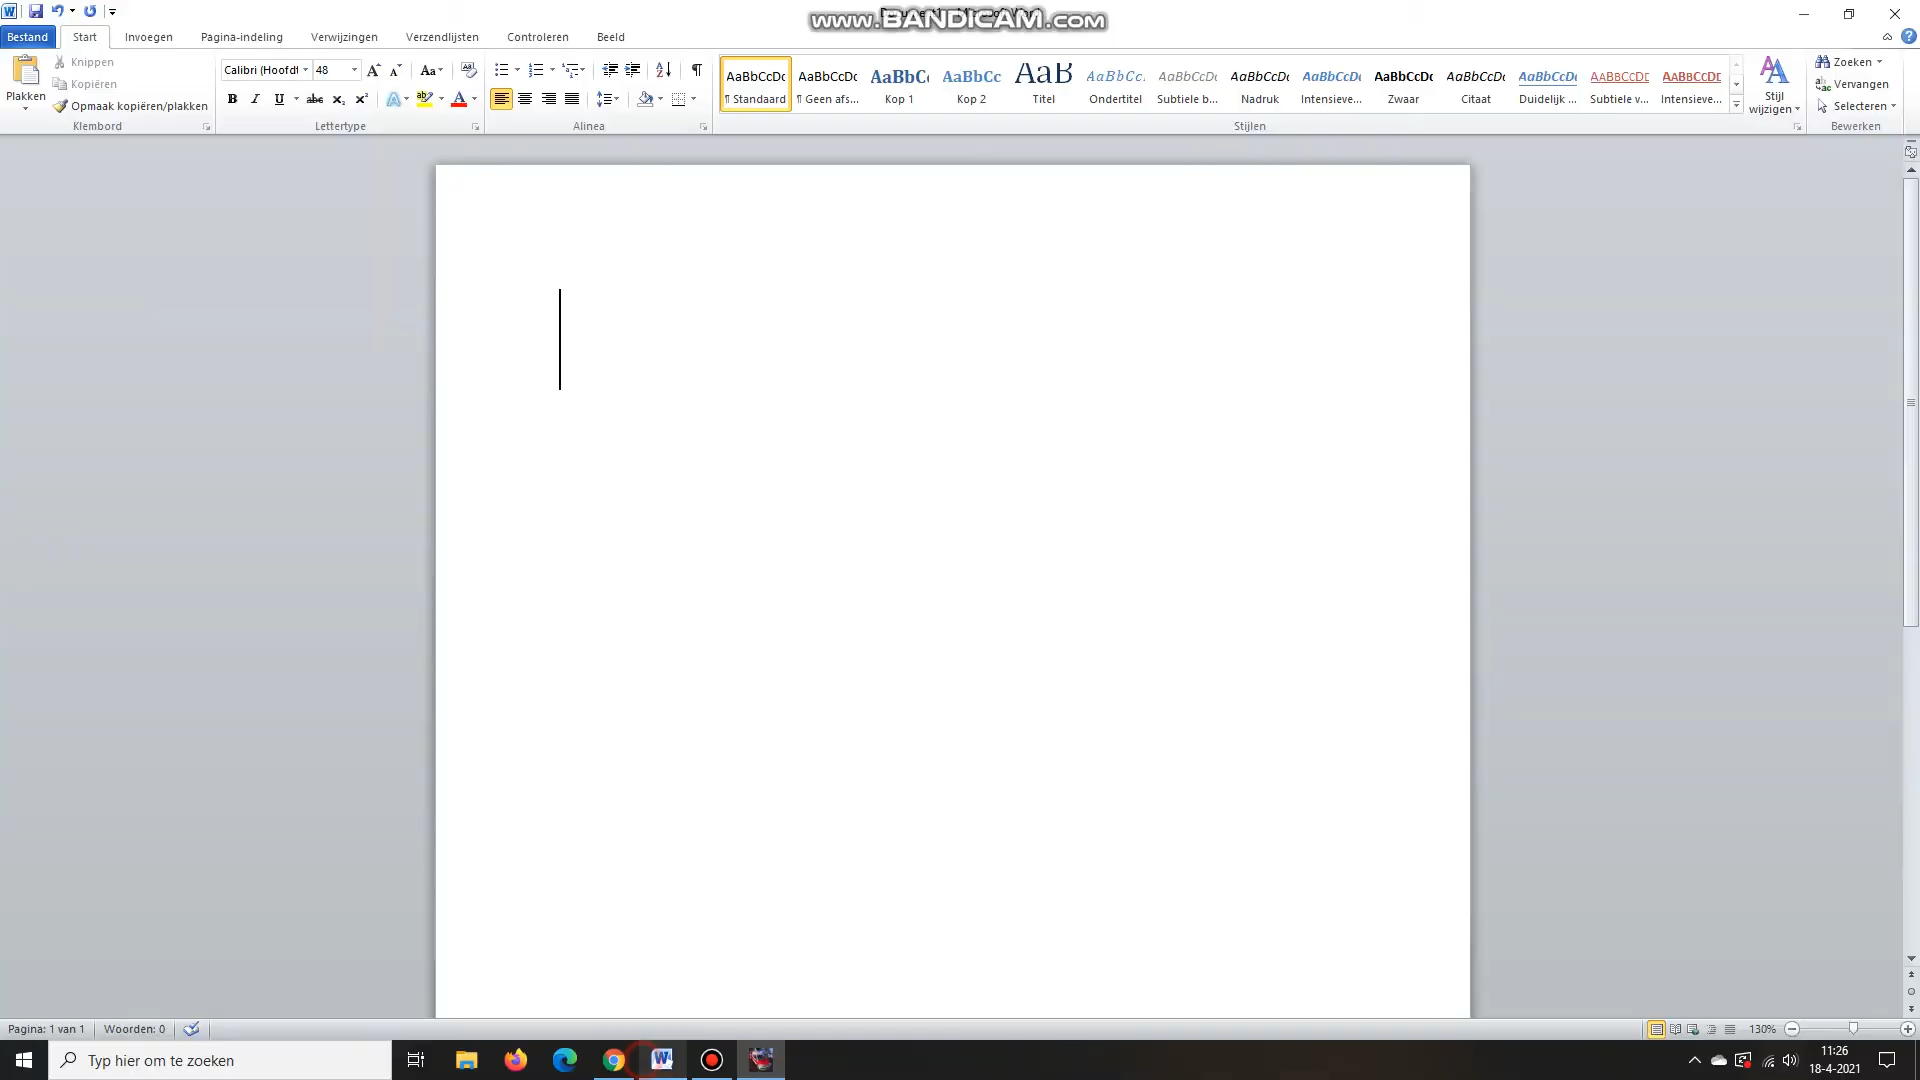 www.BANDICAM.com
Bestand Start Invoegen Pagina-indeling Verwijzingen Verzendlijsten Controleren Beeld
Plakken
Knippen
Kopiëren
Opmaak kopiëren/plakken
Klembord
Calibri (Hoofdt 48
Lettertype
Alinea
AaBbCcDc AaBbCcDc AaBbC AaBbCc AaB AaBbCc. AaBbCcDc AaBbCcDc AaBbCcDc AaBbCcDc AaBbCcDc AaBbCcDc AABBCCDE AABBCCDE
¶ Standaard ¶ Geen afs... Kop 1 Kop 2 Titel Ondertitel Subtiele b... Nadruk Intensieve... Zwaar Citaat Duidelijk ... Subtiele v... Intensieve...
Stijlen
Stijl
wijzigen
Zoeken
Vervangen
Selecteren
Bewerken
Pagina: 1 van 1 Woorden: 0 130%
Typ hier om te zoeken
11:26
18-4-2021